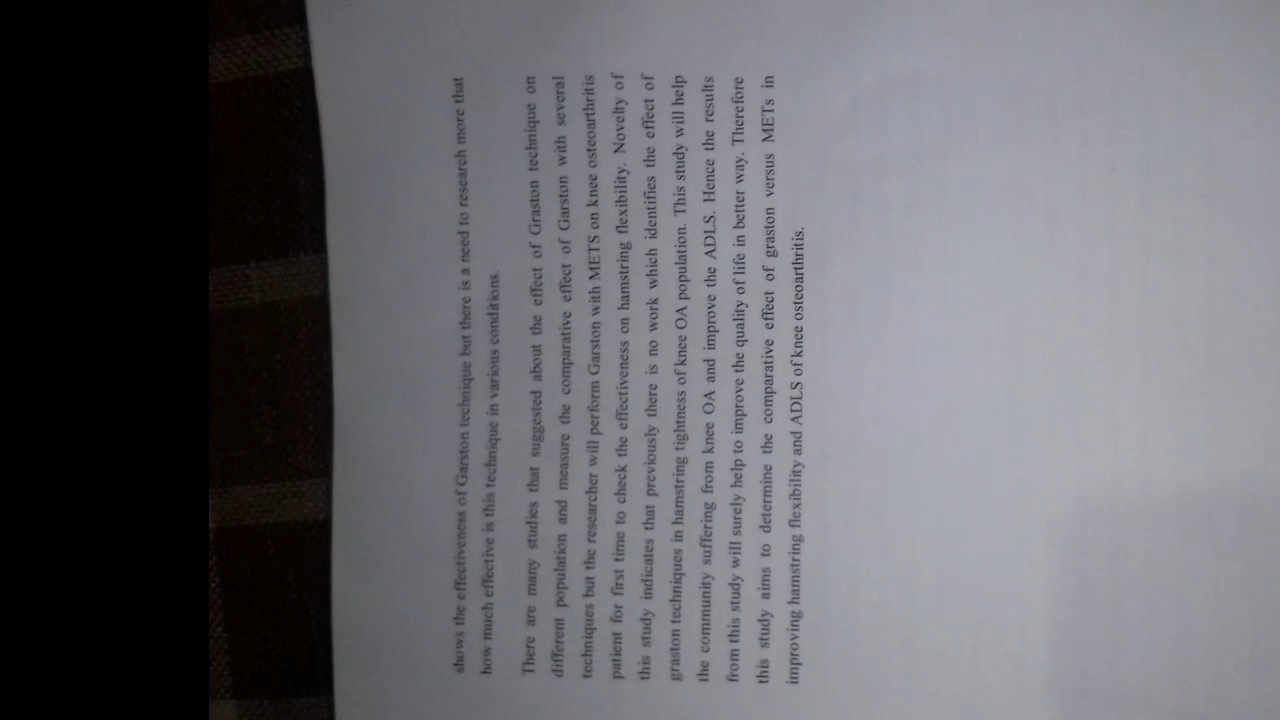 shows the effectiveness of Garston technique but there is a need to research more that
how much effective is this technique in various conditions.
There are many studies that suggested about the effect of Graston technique on
different population and measure the comparative effect of Garston with several
techniques but the researcher will perform Garston with METS on knee osteoarthritis
patient for first time to check the effectiveness on hamstring flexibility. Novelty of
this study indicates that previously there is no work which identifies the effect of
graston techniques in hamstring tightness of knee OA population. This study will help
the community suffering from knee OA and improve the ADLS. Hence the results
from this study will surely help to improve the quality of life in better way. Therefore
this study aims to determine the comparative effect of graston versus METs in
improving hamstring flexibility and ADLS of knee osteoarthritis.